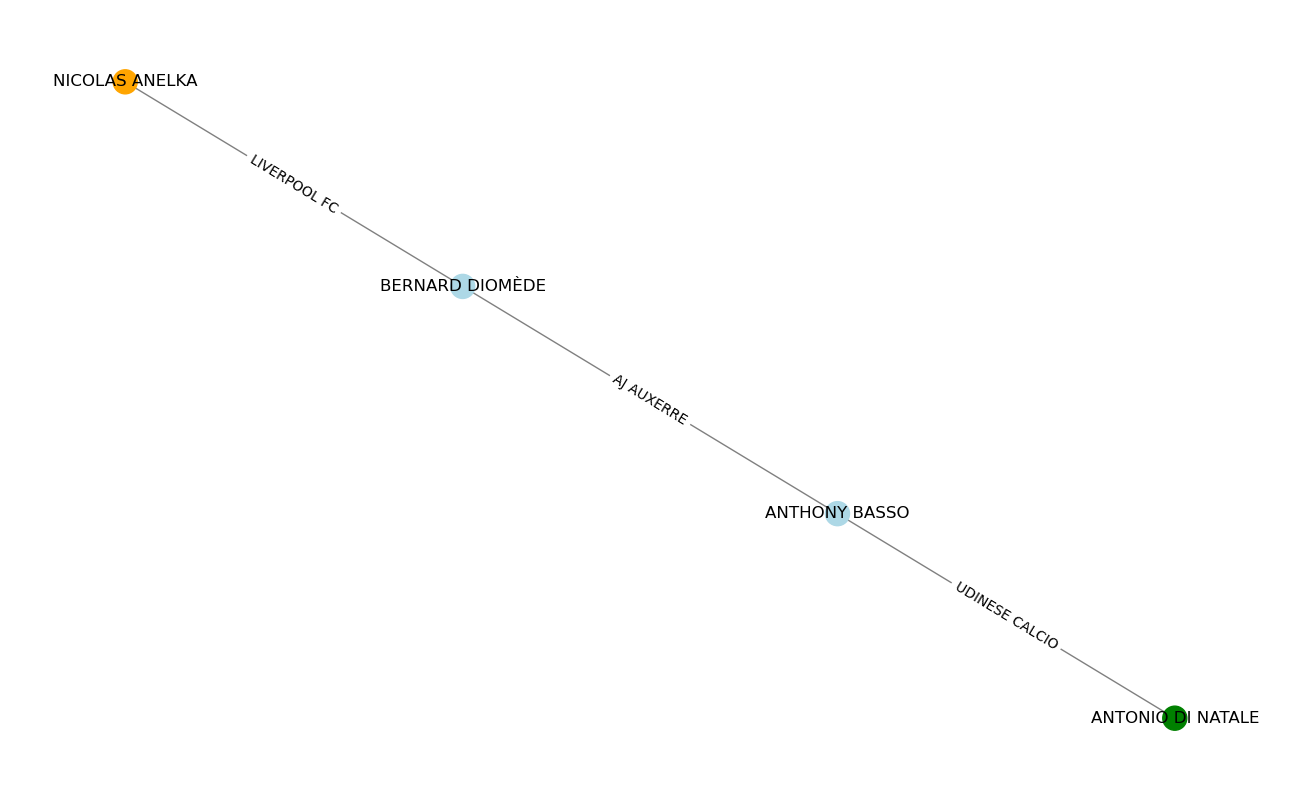 NICOLAS ANELKA
LIVERPOOL FC
BERNARD DIOMÈDE
AJ AUXERRE
ANTHONY BASSO
UDINESE CALCIO
ANTONIO DI NATALE